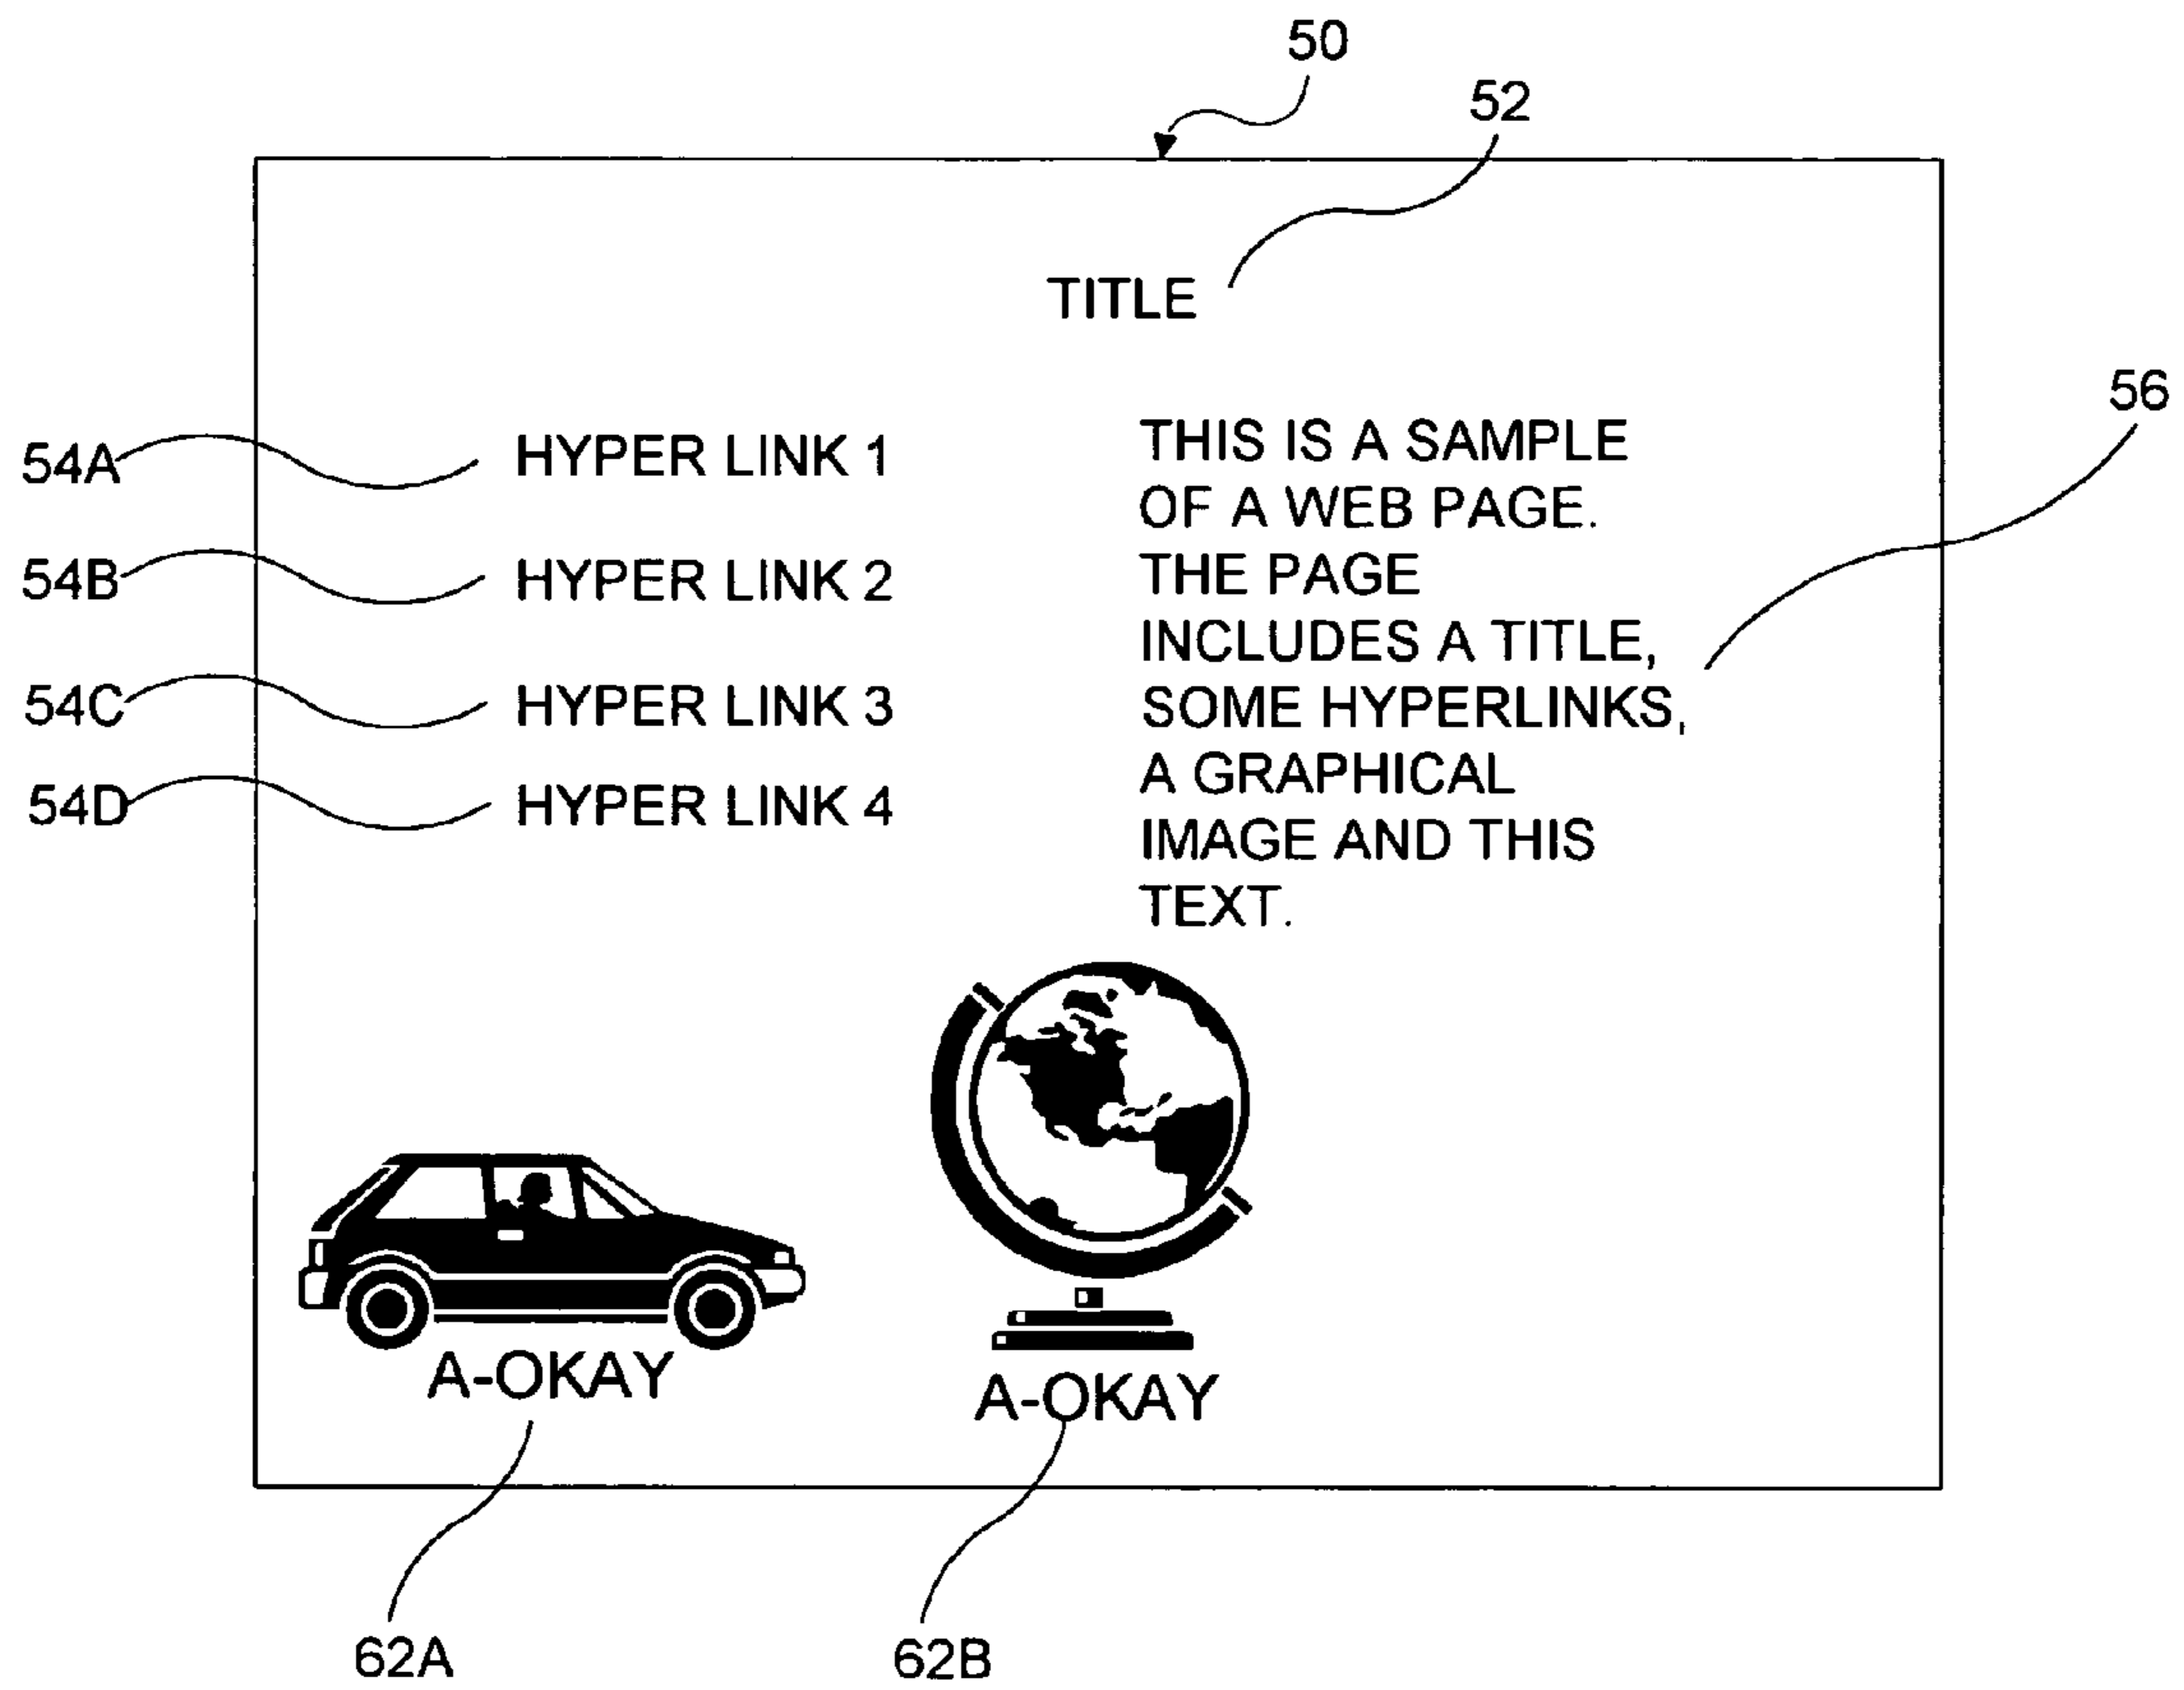 50
52
TITLE
56
54A
HYPER LINK 1
54B
HYPER LINK 2
54C
HYPER LINK 3
54D
HYPER LINK 4
THIS IS A SAMPLE
OF A WEB PAGE.
THE PAGE
INCLUDES A TITLE,
SOME HYPERLINKS,
A GRAPHICAL
IMAGE AND THIS
TEXT.
A-OKAY
A-OKAY
62A
62B